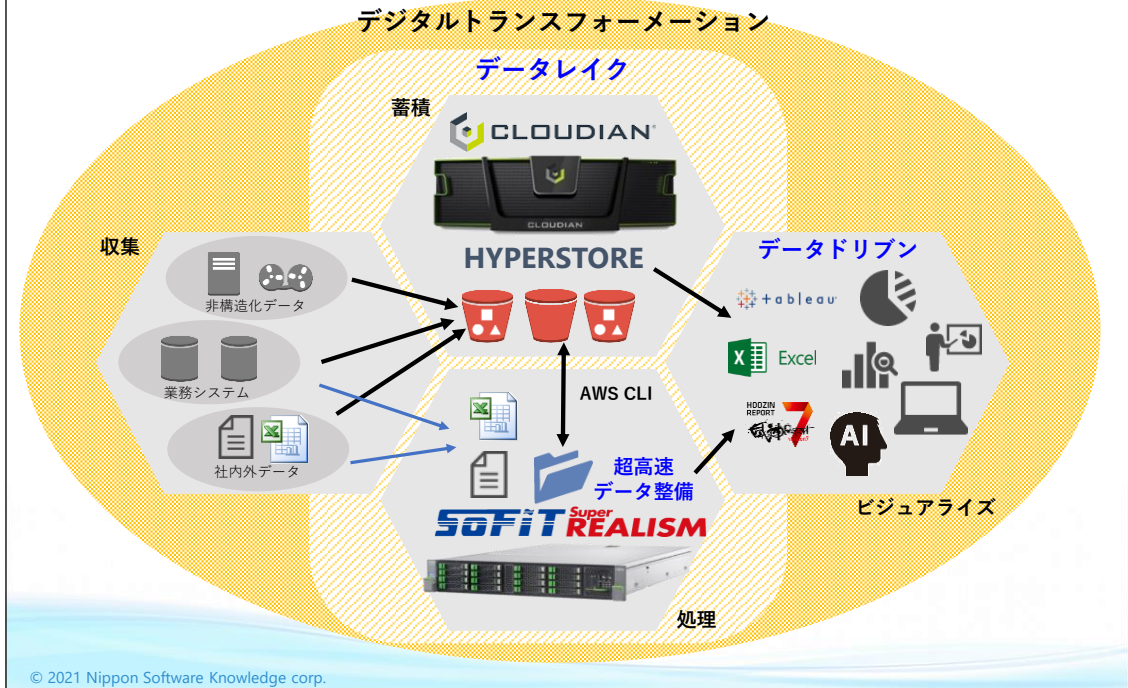 デジタルトランスフォーメーション
データレイク
蓄積
CLOUDIAN
CLOUDIAN
HYPERSTORE
収集
非構造化データ
業務システム
社内外データ
AWS CLI
超高速
データ整備
SOFIT Super REALISM
処理
データドリブン
+ableau
Excel
HODZIN
REPORT
7
AI
ビジュアライズ
© 2021 Nippon Software Knowledge corp.